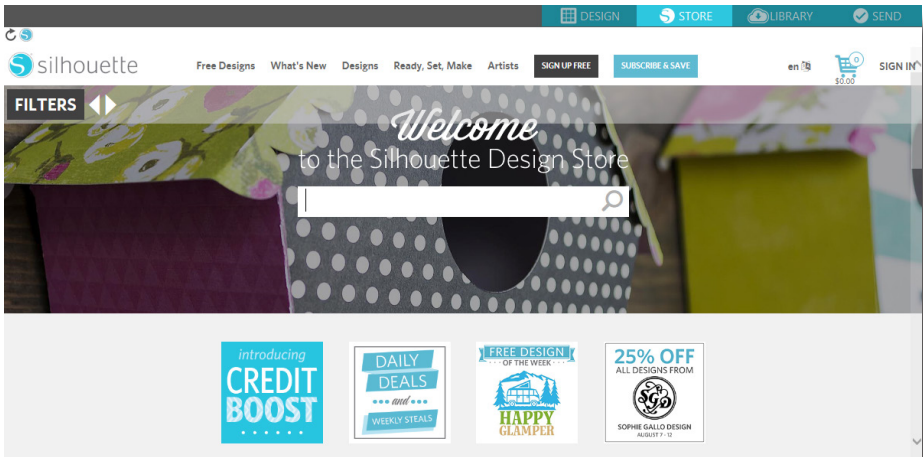 DESIGN
STORE
LIBRARY
SEND
silhouette
Free Designs What's New Designs Ready, Set, Make Artists SIGN UP FREE SUBSCRIBE & SAVE en 0 SIGN IN
$0.00
FILTERS
Welcome
to the Silhouette Design Store
introducing
CREDIT
BOOST
DAILY
DEALS
and
WEEKLY STEALS
FREE DESIGN
OF THE WEEK
HAPPY
GLAMPER
25% OFF
ALL DESIGNS FROM
SGD
SOPHIE GALLO DESIGN
AUGUST 7 - 12